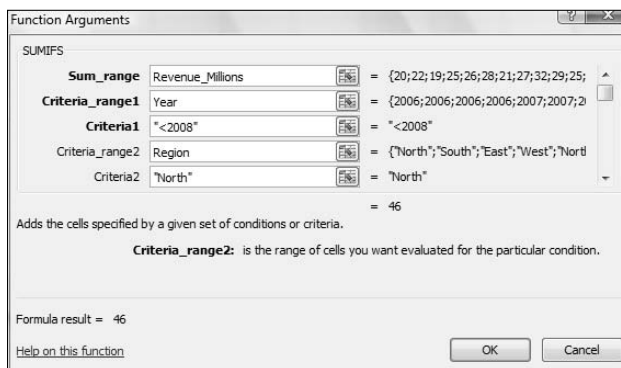 Function Arguments
SUMIFS
Sum_range Revenue_Millions = {20;22;19;25;26;28;21;27;32;29;25;
Criteria_range1 Year = {2006;2006;2006;2006;2007;2007;20
Criteria1 "<2008" = "<2008"
Criteria_range2 Region = {"North";"South";"East";"West";"Nortl
Criteria2 "North" = "North"
= 46
Adds the cells specified by a given set of conditions or criteria.
Criteria_range2: is the range of cells you want evaluated for the particular condition.
Formula result = 46
Help on this function
OK Cancel